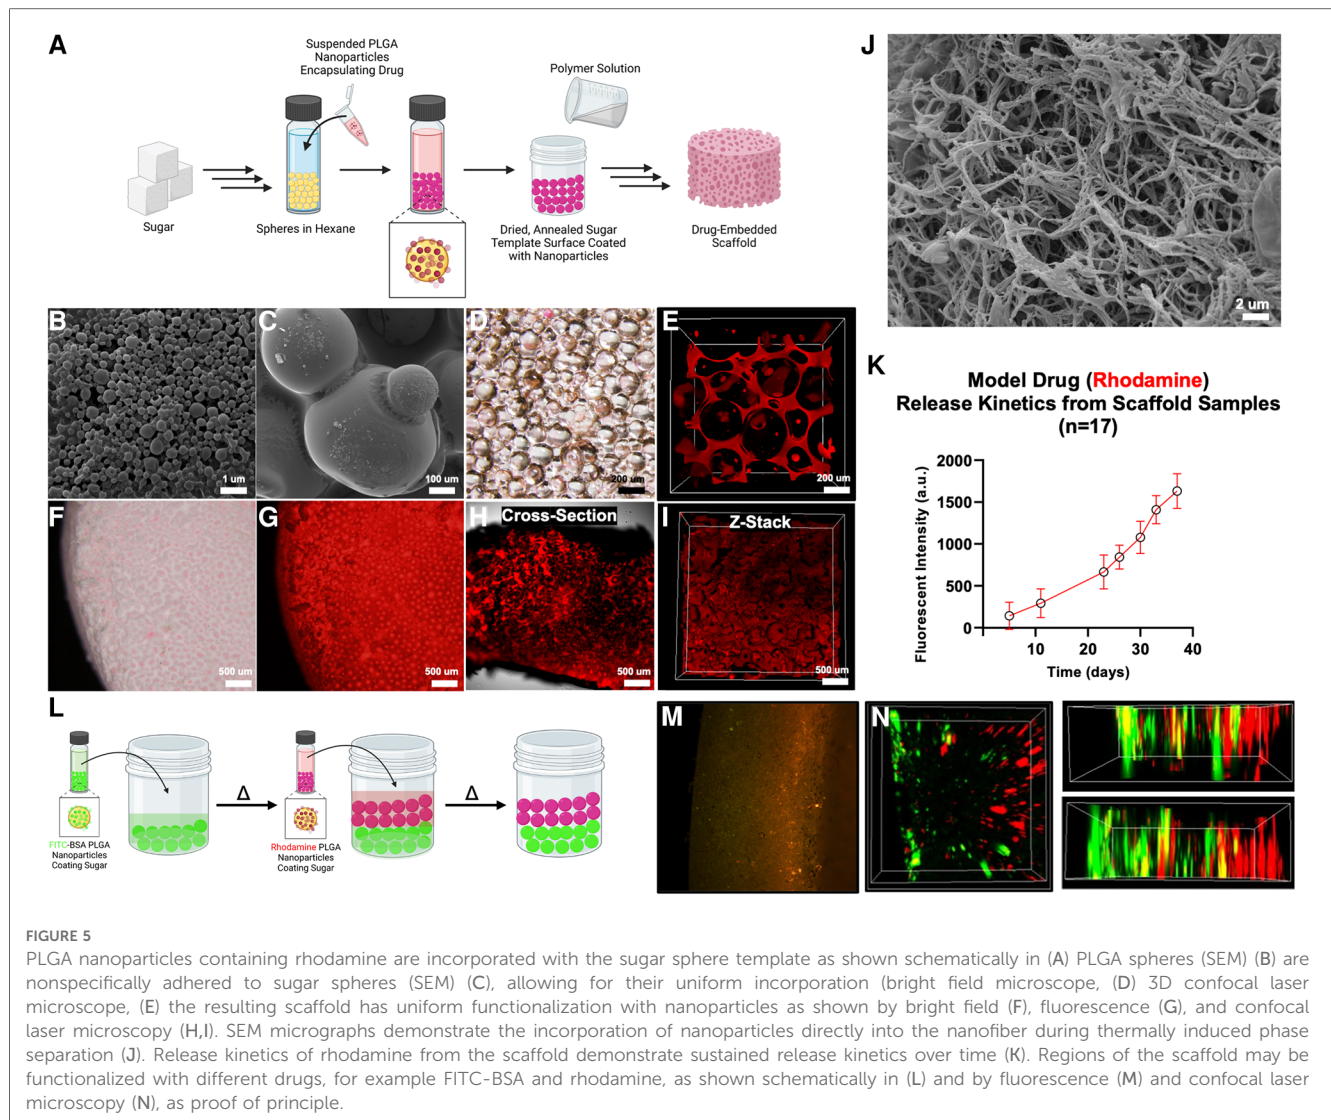 A
Suspended PLGA
Nanoparticles
Encapsulating Drug
Polymer Solution
Sugar
Spheres in Hexane
Dried, Annealed Sugar
Template Surface Coated
with Nanoparticles
Drug-Embedded
Scaffold
J
2 um
B
1 um
C
100 um
D
200 um
E
200 um
F
500 um
G
500 um
H
Cross-Section
500 um
I
Z-Stack
500 um
K
Model Drug (Rhodamine)
Release Kinetics from Scaffold Samples
(n=17)
Fluorescent Intensity (a.u.)
2000
1500
1000
500
0
10
20
30
40
Time (days)
L
FITC-BSA PLGA
Nanoparticles
Coating Sugar
Δ
Rhodamine PLGA
Nanoparticles
Coating Sugar
Δ
M
N
FIGURE 5
PLGA nanoparticles containing rhodamine are incorporated with the sugar sphere template as shown schematically in (A) PLGA spheres (SEM) (B) are
nonspecifically adhered to sugar spheres (SEM) (C), allowing for their uniform incorporation (bright field microscope, (D) 3D confocal laser
microscope, (E) the resulting scaffold has uniform functionalization with nanoparticles as shown by bright field (F), fluorescence (G), and confocal
laser microscopy (H,I). SEM micrographs demonstrate the incorporation of nanoparticles directly into the nanofiber during thermally induced phase
separation (J). Release kinetics of rhodamine from the scaffold demonstrate sustained release kinetics over time (K). Regions of the scaffold may be
functionalized with different drugs, for example FITC-BSA and rhodamine, as shown schematically in (L) and by fluorescence (M) and confocal laser
microscopy (N), as proof of principle.